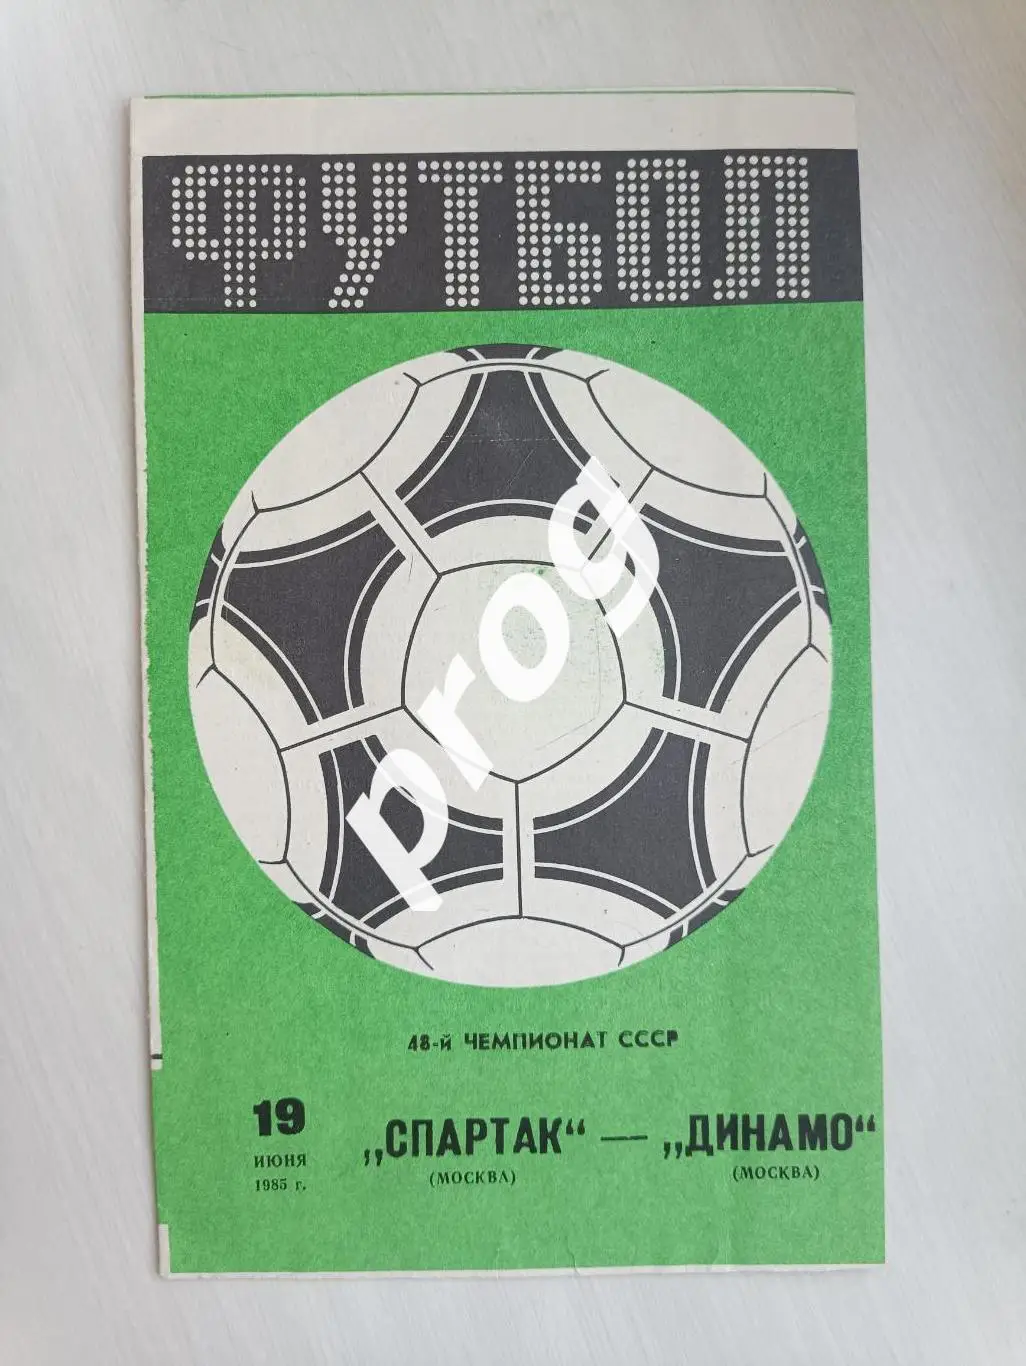 ФУТБОЛ
prog
48-й ЧЕМПИОНАТ СССР
19
ИЮНЯ
1985 г.
„СПАРТАК“ — „ДИНАМО“
(МОСКВА) (МОСКВА)